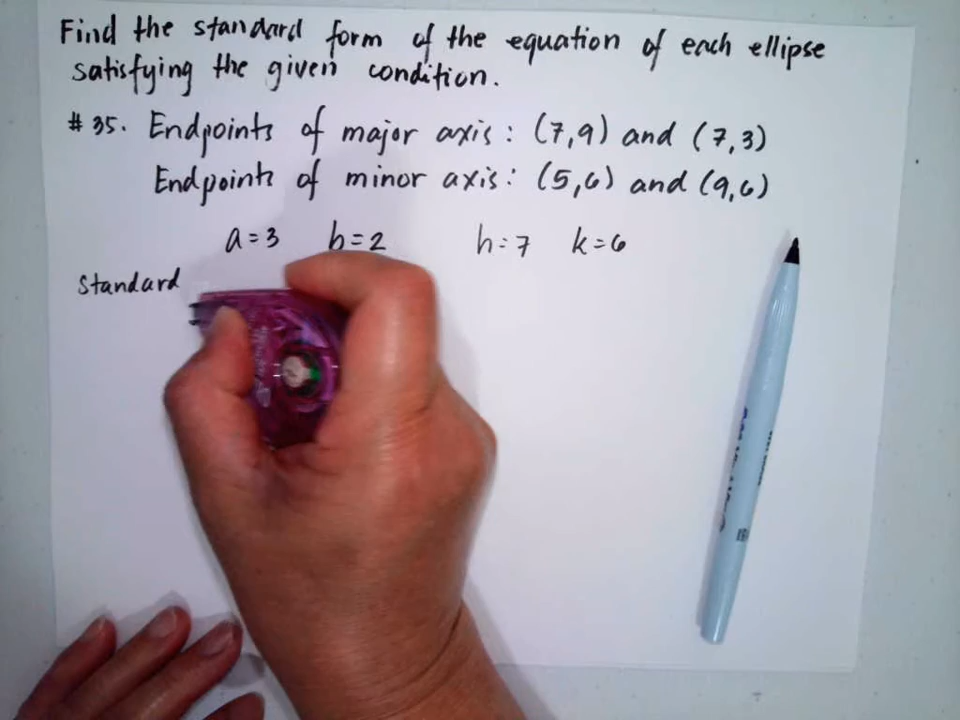 Find the standard form of the equation of each ellipse
satisfying the given condition.
#35. Endpoints of major axis: (7,9) and (7,3)
Endpoints of minor axis: (5,6) and (9,6)
a=3 b=2 h=7 k=6
Standard